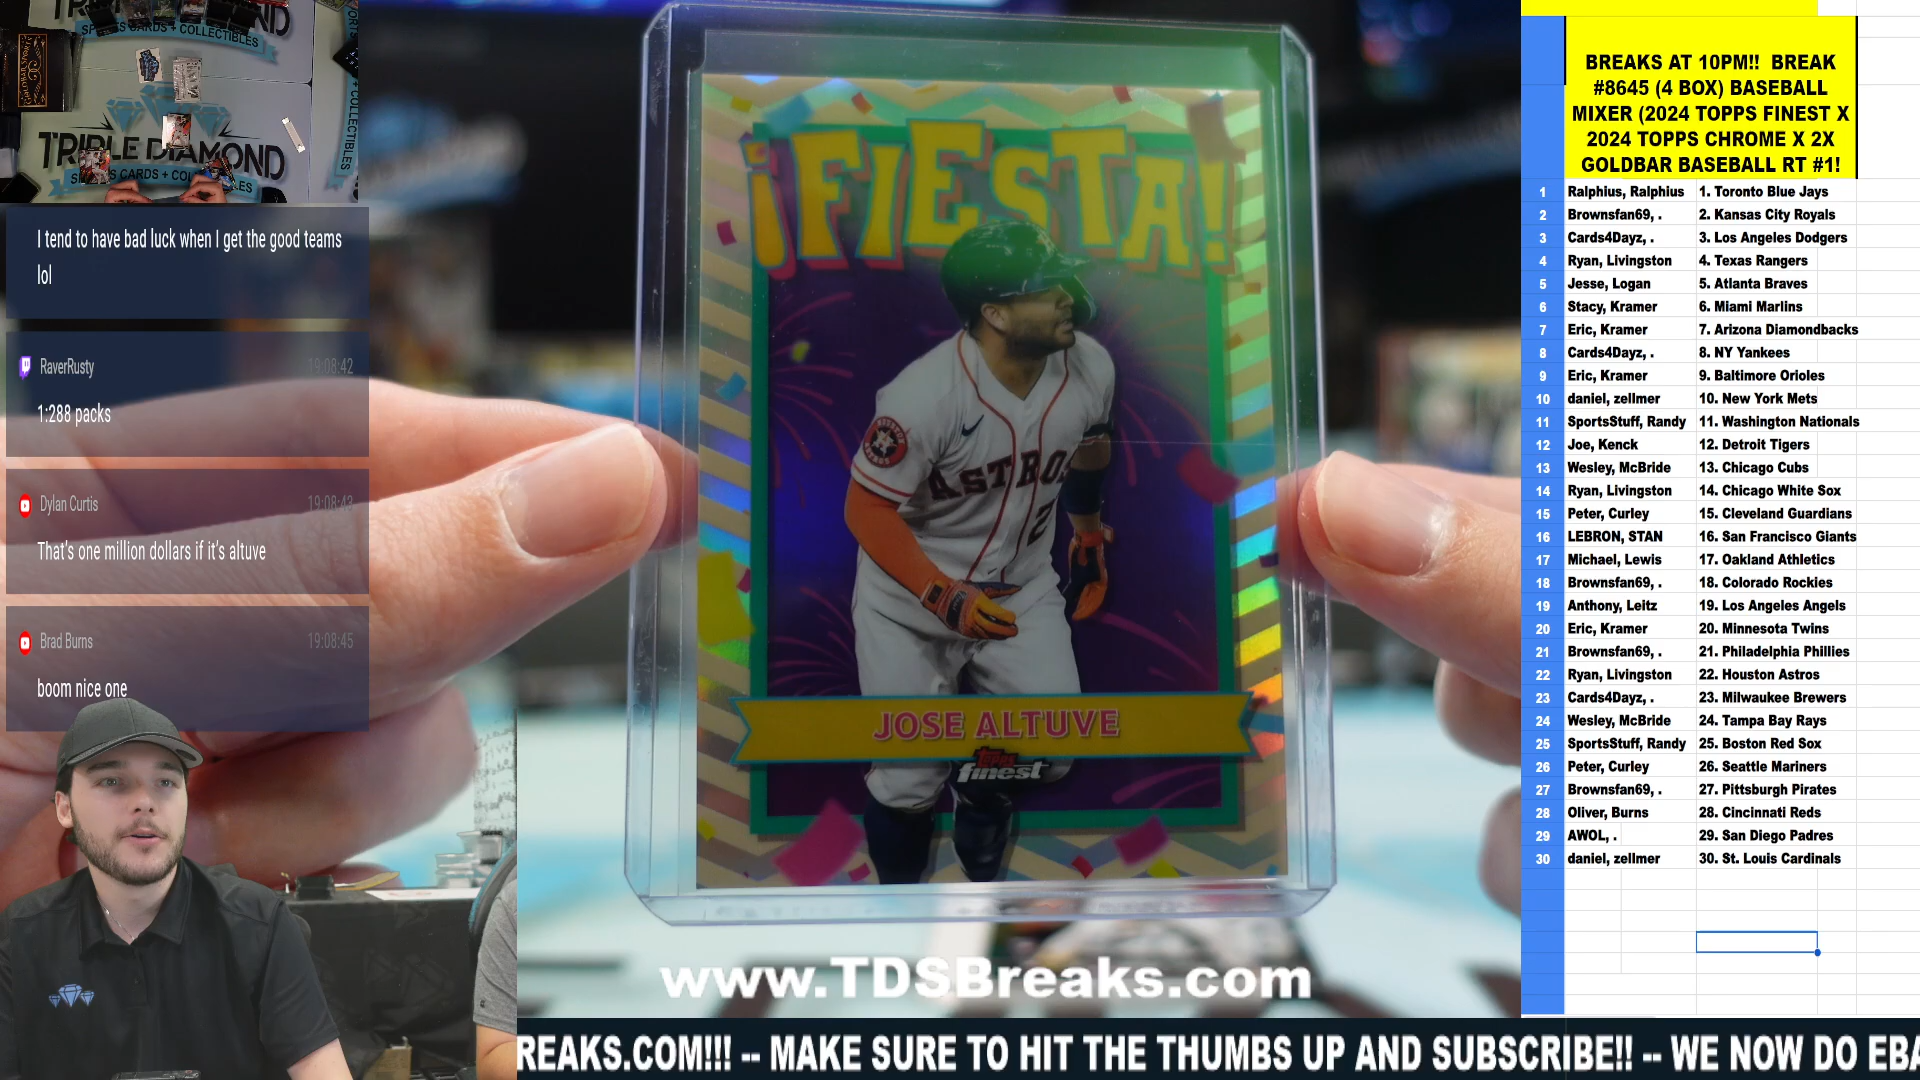 SPORTS CARDS + COLLECTIBLES
TRIPLE DIAMOND
SPORTS CARDS + COLLECTIBLES
I tend to have bad luck when I get the good teams
lol
RaverRusty 19:08:42
1:288 packs
Dylan Curtis 19:08:43
That's one million dollars if it's altuve
Brad Burns 19:08:45
boom nice one
¡FIESTA!
ASTROS
2
JOSE ALTUVE
TOPPS
finest
www.TDSBreaks.com
REAKS.COM!!! -- MAKE SURE TO HIT THE THUMBS UP AND SUBSCRIBE!! -- WE NOW DO EBA
BREAKS AT 10PM!! BREAK
#8645 (4 BOX) BASEBALL
MIXER (2024 TOPPS FINEST X
2024 TOPPS CHROME X 2X
GOLDBAR BASEBALL RT #1!
1 Ralphius, Ralphius 1. Toronto Blue Jays
2 Brownsfan69, . 2. Kansas City Royals
3 Cards4Dayz, . 3. Los Angeles Dodgers
4 Ryan, Livingston 4. Texas Rangers
5 Jesse, Logan 5. Atlanta Braves
6 Stacy, Kramer 6. Miami Marlins
7 Eric, Kramer 7. Arizona Diamondbacks
8 Cards4Dayz, . 8. NY Yankees
9 Eric, Kramer 9. Baltimore Orioles
10 daniel, zellmer 10. New York Mets
11 SportsStuff, Randy 11. Washington Nationals
12 Joe, Kenck 12. Detroit Tigers
13 Wesley, McBride 13. Chicago Cubs
14 Ryan, Livingston 14. Chicago White Sox
15 Peter, Curley 15. Cleveland Guardians
16 LEBRON, STAN 16. San Francisco Giants
17 Michael, Lewis 17. Oakland Athletics
18 Brownsfan69, . 18. Colorado Rockies
19 Anthony, Leitz 19. Los Angeles Angels
20 Eric, Kramer 20. Minnesota Twins
21 Brownsfan69, . 21. Philadelphia Phillies
22 Ryan, Livingston 22. Houston Astros
23 Cards4Dayz, . 23. Milwaukee Brewers
24 Wesley, McBride 24. Tampa Bay Rays
25 SportsStuff, Randy 25. Boston Red Sox
26 Peter, Curley 26. Seattle Mariners
27 Brownsfan69, . 27. Pittsburgh Pirates
28 Oliver, Burns 28. Cincinnati Reds
29 AWOL, . 29. San Diego Padres
30 daniel, zellmer 30. St. Louis Cardinals